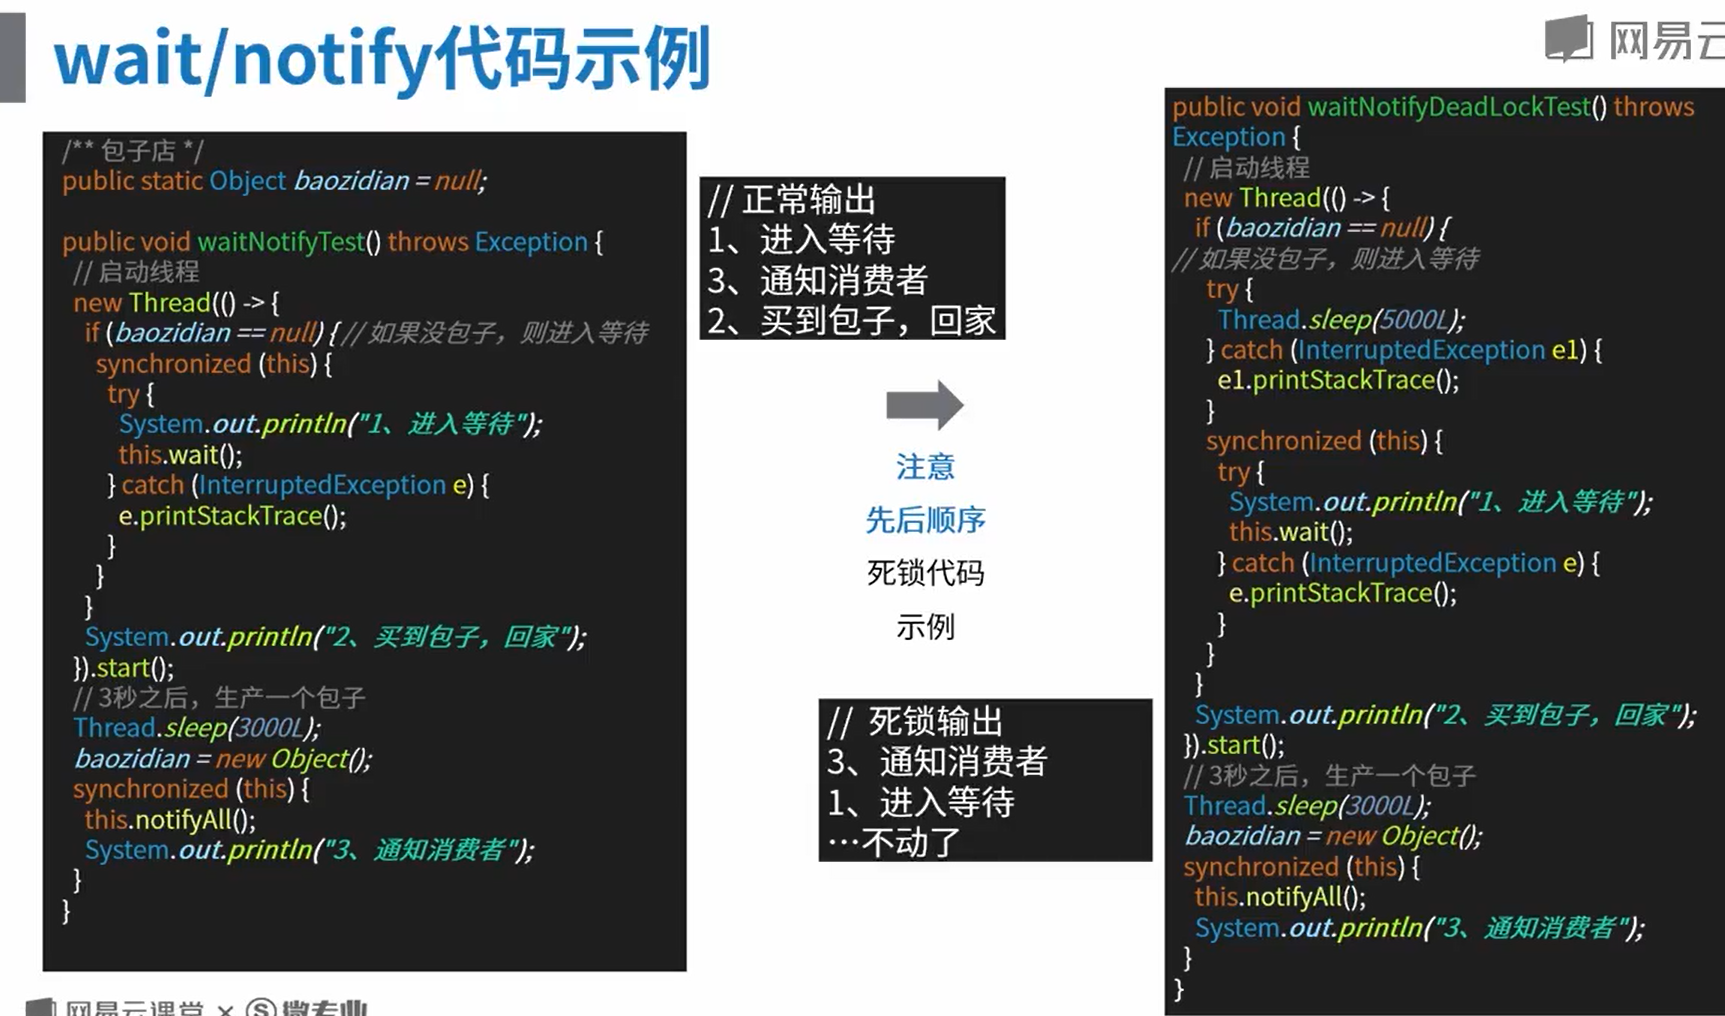 wait/notify代码示例
网易云
/** 包子店 */
public static Object baozidian = null;
public void waitNotifyTest() throws Exception {
// 启动线程
new Thread(() -> {
if (baozidian == null) { // 如果没包子，则进入等待
synchronized (this) {
try {
System.out.println("1、进入等待");
this.wait();
} catch (InterruptedException e) {
e.printStackTrace();
}
}
}
System.out.println("2、买到包子，回家");
}).start();
// 3秒之后，生产一个包子
Thread.sleep(3000L);
baozidian = new Object();
synchronized (this) {
this.notifyAll();
System.out.println("3、通知消费者");
}
}
// 正常输出
1、进入等待
3、通知消费者
2、买到包子，回家
注意
先后顺序
死锁代码
示例
// 死锁输出
3、通知消费者
1、进入等待
…不动了
public void waitNotifyDeadLockTest() throws
Exception {
// 启动线程
new Thread(() -> {
if (baozidian == null) {
// 如果没包子，则进入等待
try {
Thread.sleep(5000L);
} catch (InterruptedException e1) {
e1.printStackTrace();
}
synchronized (this) {
try {
System.out.println("1、进入等待");
this.wait();
} catch (InterruptedException e) {
e.printStackTrace();
}
}
}
System.out.println("2、买到包子，回家");
}).start();
// 3秒之后，生产一个包子
Thread.sleep(3000L);
baozidian = new Object();
synchronized (this) {
this.notifyAll();
System.out.println("3、通知消费者");
}
}
网易云课堂 × S 微专业